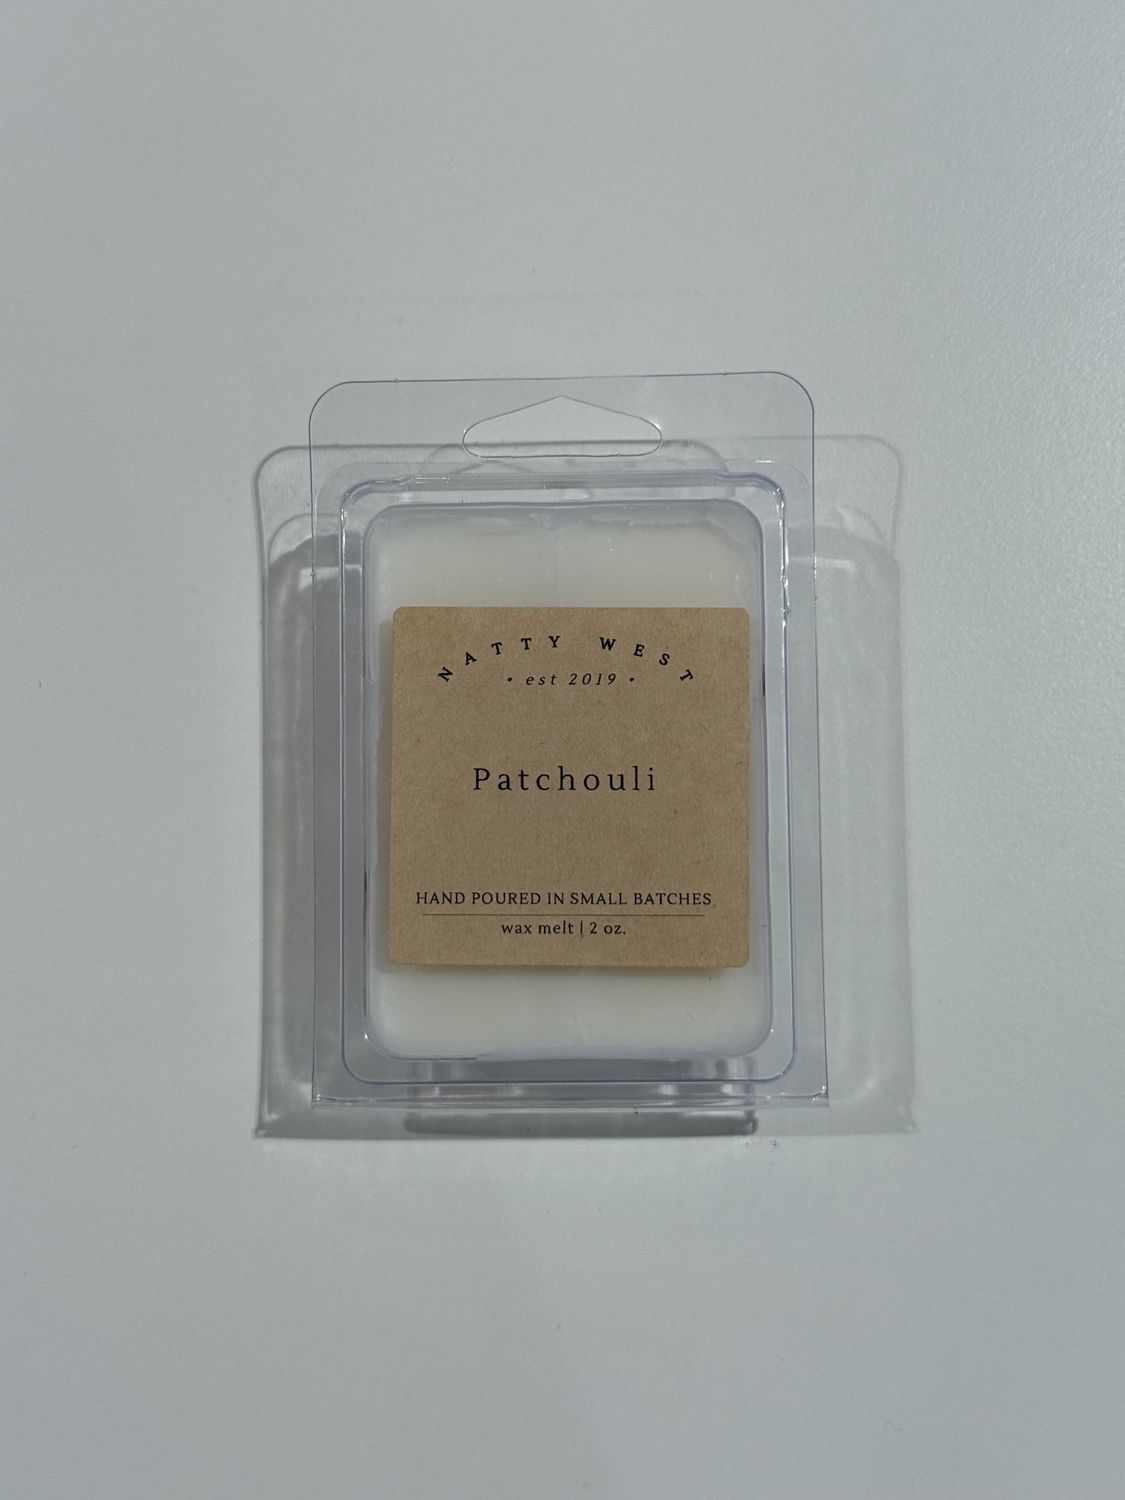 NATTY WEST
• est 2019 •
Patchouli
HAND POURED IN SMALL BATCHES
wax melt | 2 oz.